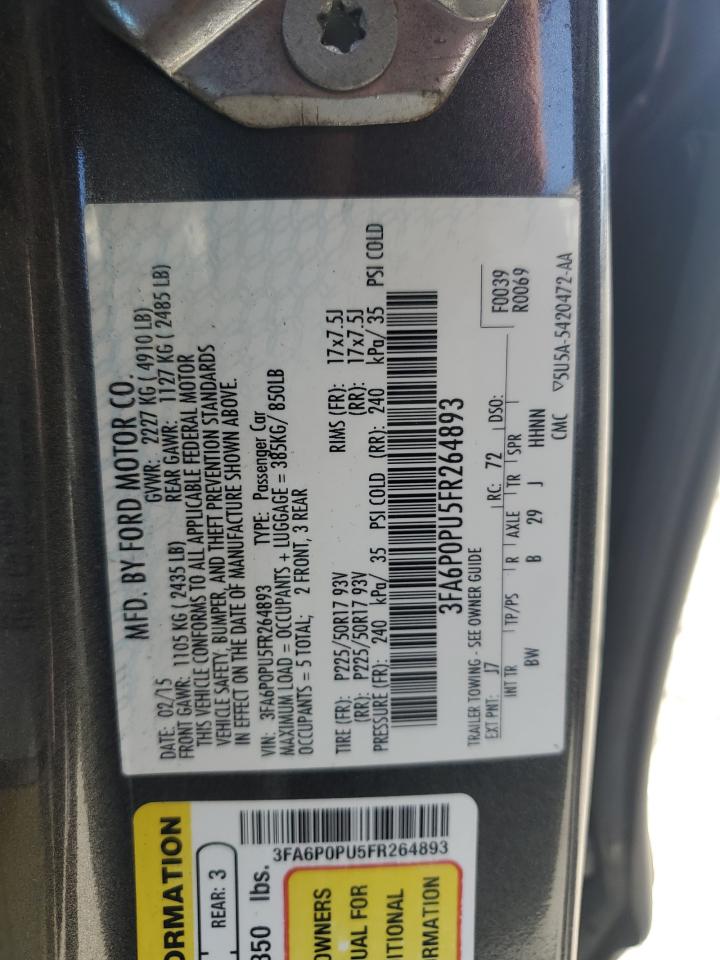 MFD. BY FORD MOTOR CO.
DATE: 02/15 GVWR: 2227 KG ( 4910 LB)
FRONT GAWR: 1105 KG ( 2435 LB) REAR GAWR: 1127 KG ( 2485 LB)
THIS VEHICLE CONFORMS TO ALL APPLICABLE FEDERAL MOTOR
VEHICLE SAFETY, BUMPER, AND THEFT PREVENTION STANDARDS
IN EFFECT ON THE DATE OF MANUFACTURE SHOWN ABOVE.
VIN: 3FA6P0PU5FR264893 TYPE: Passenger Car
MAXIMUM LOAD = OCCUPANTS + LUGGAGE = 385KG/ 850LB
OCCUPANTS = 5 TOTAL; 2 FRONT, 3 REAR
TIRE (FR): P225/50R17 93V RIMS (FR): 17x7.5J
(RR): P225/50R17 93V (RR): 17x7.5J
PRESSURE (FR): 240 kPa/ 35 PSI COLD (RR): 240 kPa/ 35 PSI COLD
3FA6P0PU5FR264893
TRAILER TOWING - SEE OWNER GUIDE
F0039
R0069
EXT PNT: J7 RC: 72 DSO:
INT TR TP/PS R AXLE TR SPR
BW B 29 J HHNN
CMC ▽5U5A-5420472-AA
ORMATION
REAR: 3
350 lbs.
3FA6P0PU5FR264893
OWNERS
UAL FOR
ITIONAL
ORMATION